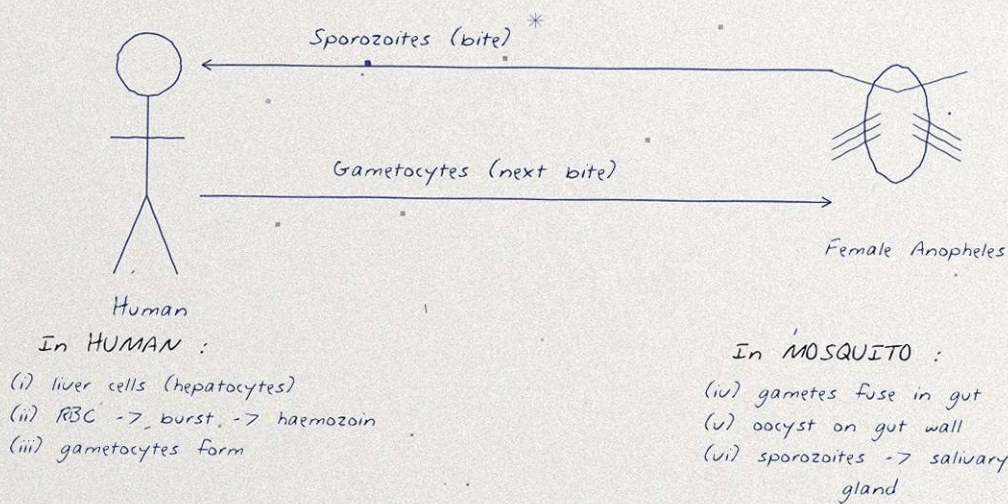 Sporozoites (bite) *
Gametocytes (next bite)
Female Anopheles
Human
In HUMAN :
(i) liver cells (hepatocytes)
(ii) RBC -> burst -> haemozoin
(iii) gametocytes form
In MOSQUITO :
(iv) gametes fuse in gut
(v) oocyst on gut wall
(vi) sporozoites -> salivary
gland